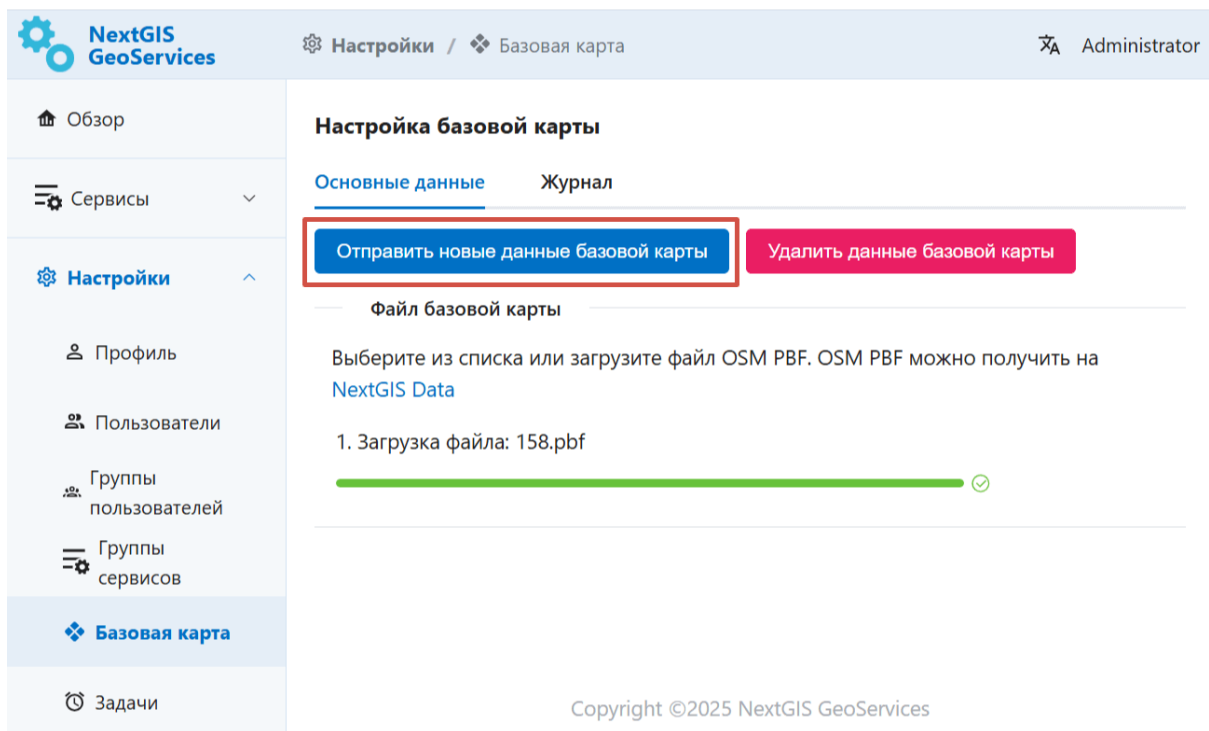 NextGIS
GeoServices
Настройки / Базовая карта
Administrator
Обзор
Сервисы
Настройки
Профиль
Пользователи
Группы
пользователей
Группы
сервисов
Базовая карта
Задачи
Настройка базовой карты
Основные данные
Журнал
Отправить новые данные базовой карты
Удалить данные базовой карты
Файл базовой карты
Выберите из списка или загрузите файл OSM PBF. OSM PBF можно получить на
NextGIS Data
1. Загрузка файла: 158.pbf
Copyright ©2025 NextGIS GeoServices